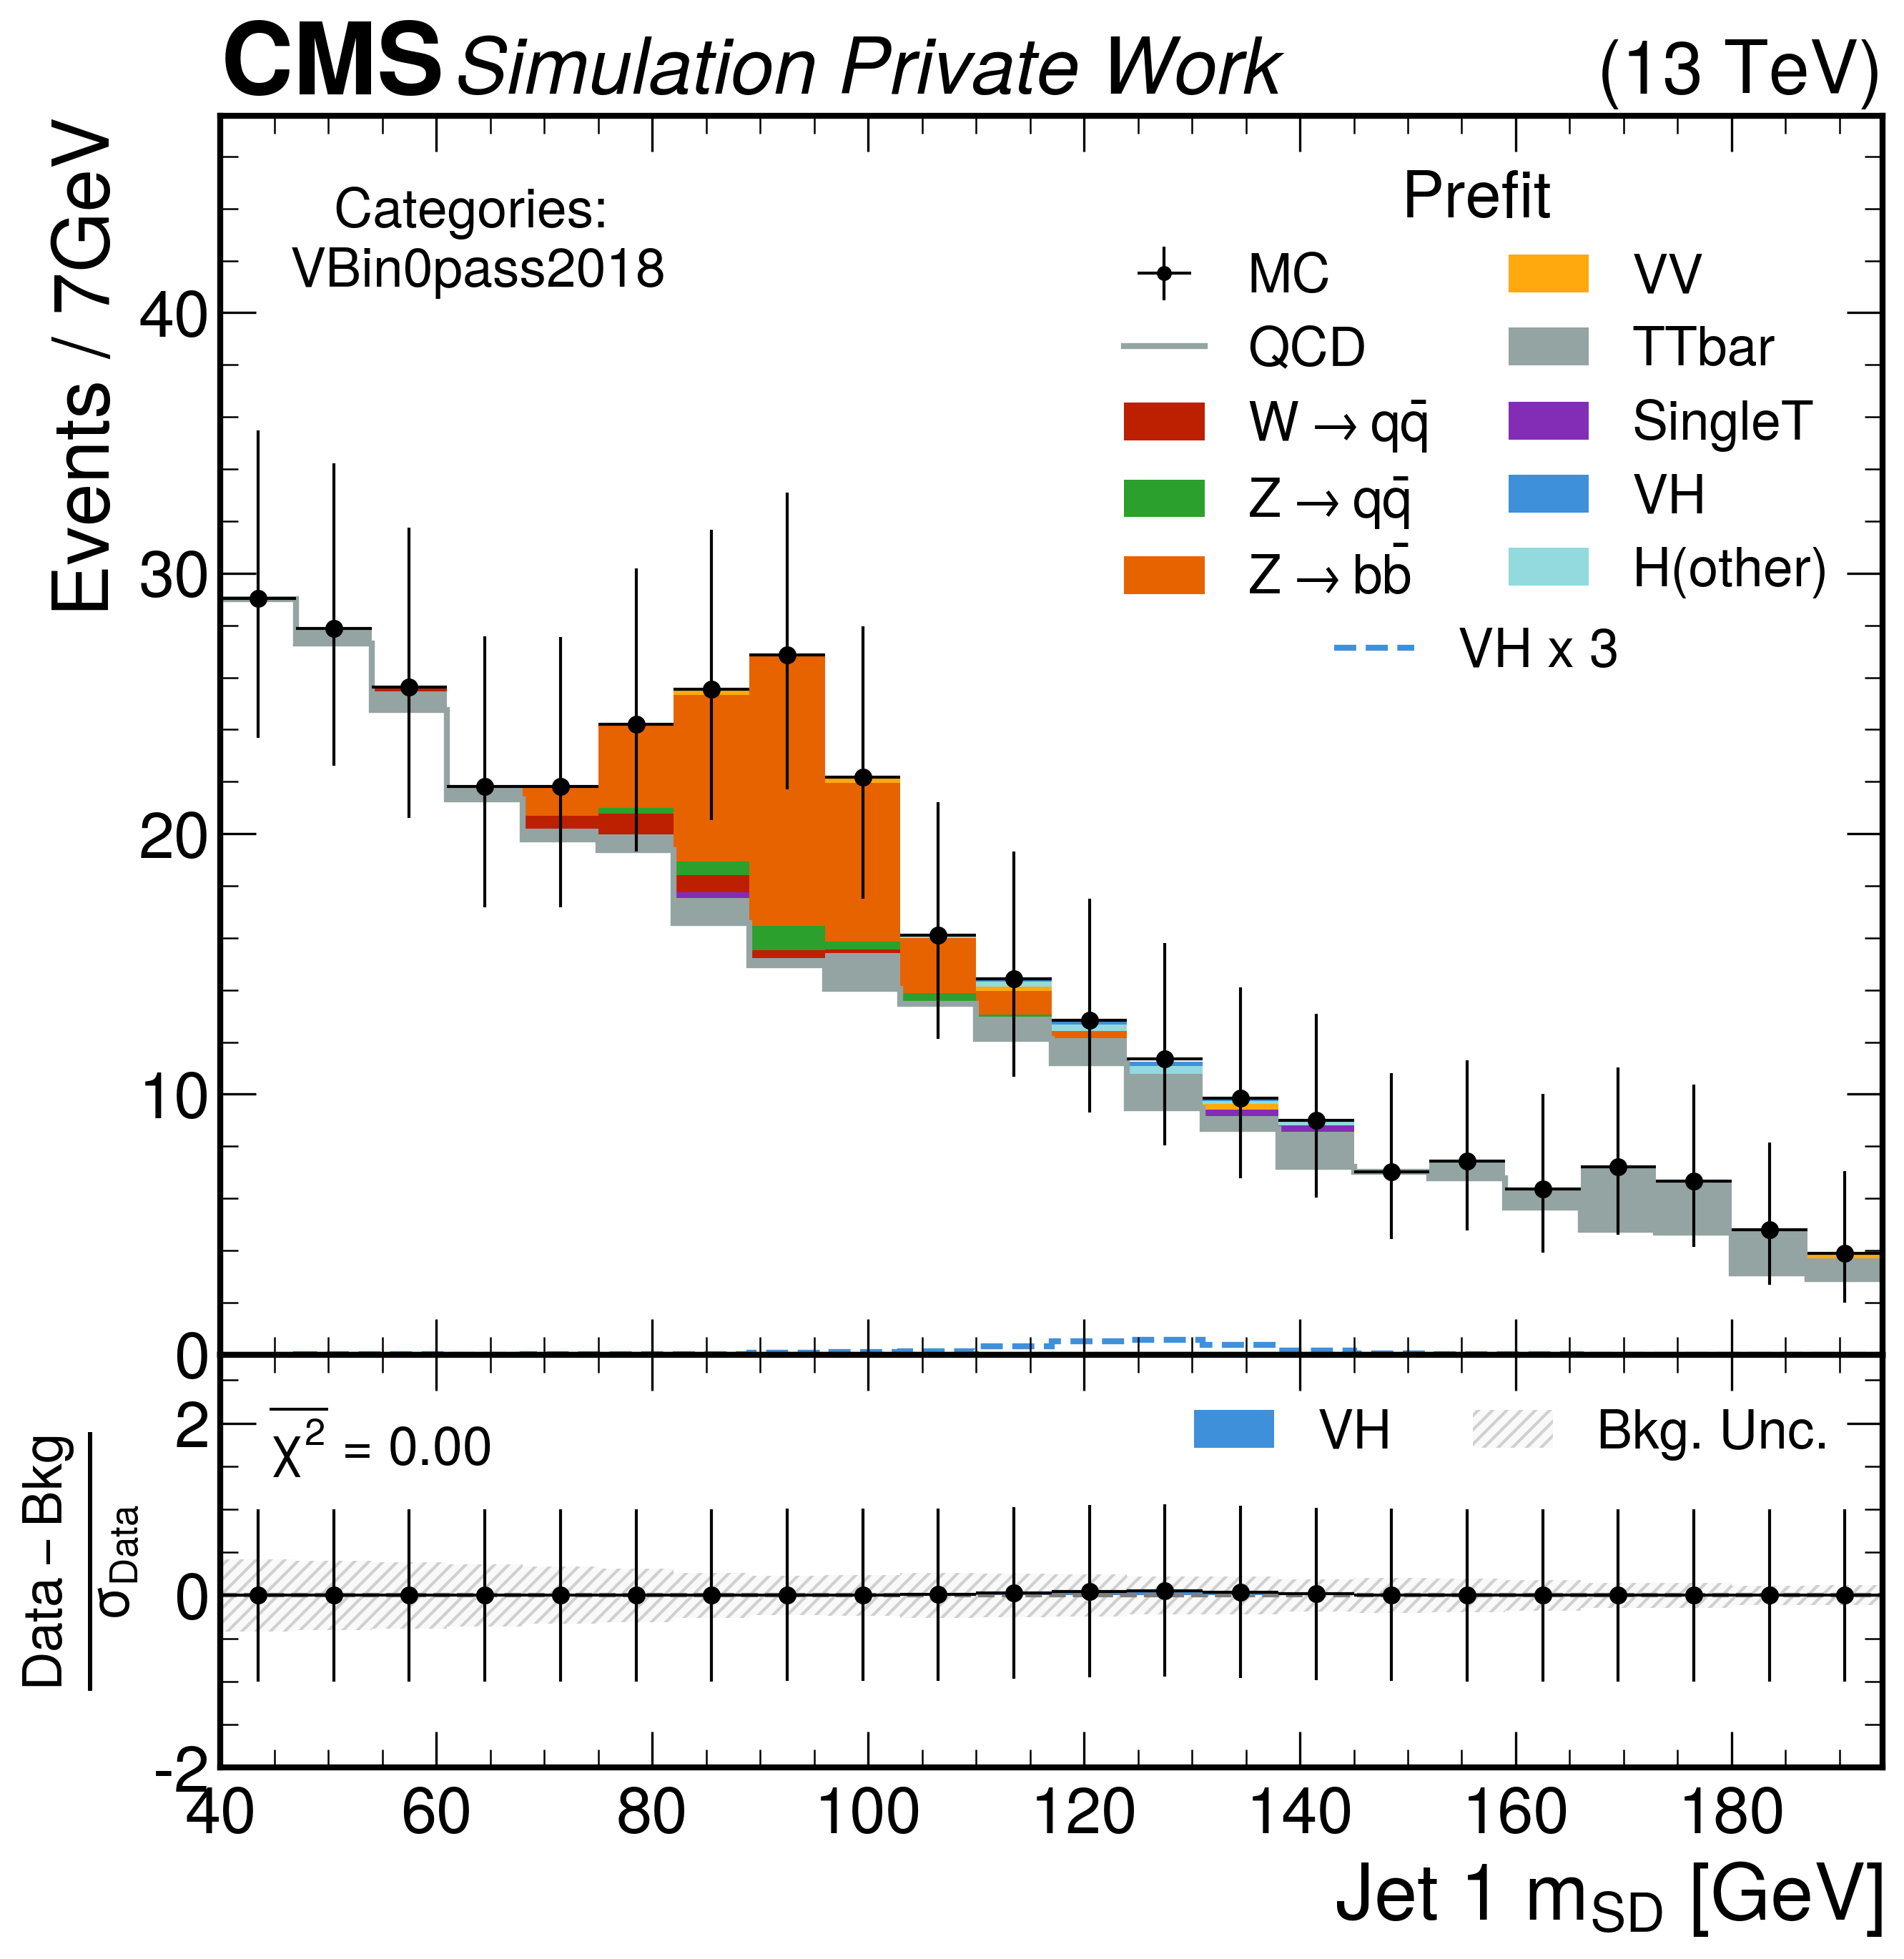 CMS Simulation Private Work (13 TeV)
Events / 7GeV
Categories:
VBin0pass2018
Prefit
MC
QCD
W → qq̄
Z → qq̄
Z → bb̄
VV
TTbar
SingleT
VH
H(other)
VH x 3
40
30
20
10
0
Data − Bkg
σData
χ² = 0.00
VH
Bkg. Unc.
2
0
-2
40 60 80 100 120 140 160 180
Jet 1 mSD [GeV]